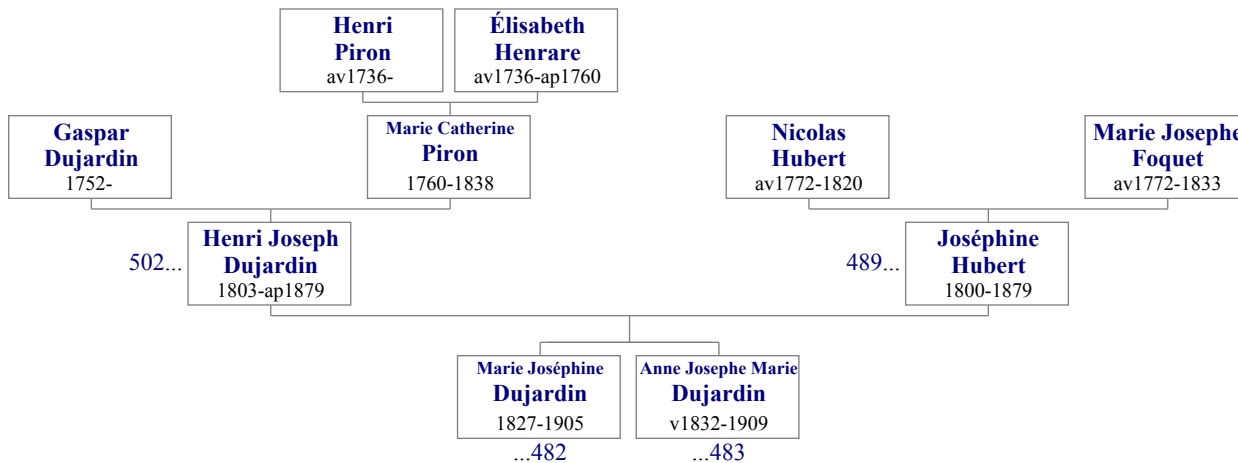 Henri
Piron
av1736-
Élisabeth
Henrare
av1736-ap1760
Gaspar
Dujardin
1752-
Marie Catherine
Piron
1760-1838
Nicolas
Hubert
av1772-1820
Marie Josephe
Foquet
av1772-1833
502...
Henri Joseph
Dujardin
1803-ap1879
489...
Joséphine
Hubert
1800-1879
Marie Joséphine
Dujardin
1827-1905
...482
Anne Josephe Marie
Dujardin
v1832-1909
...483